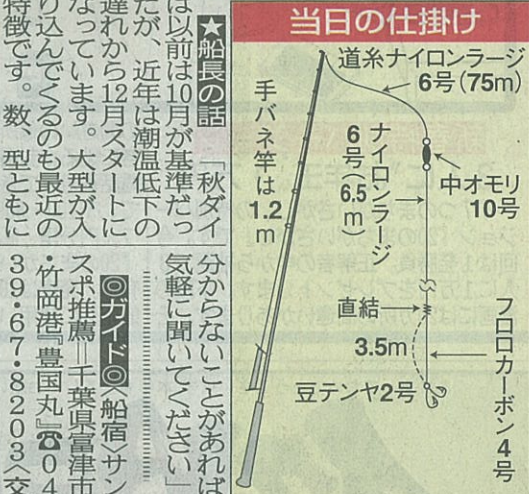 当日の仕掛け
道糸ナイロンラージ
6号(75m)
手バネ竿は1.2m
ナイロンラージ
6号(6.5m)
中オモリ
10号
直結
3.5m
フロロカーボン4号
豆テンヤ2号
★船長の話 「秋ダイ
は以前は10月が基準だっ
たが、近年は潮温低下の
遅れから12月スタートに
なっています。大型が入
り込んでくるのも最近の
特徴です。数、型ともに
分からないことがあれば
気軽に聞いてください」
◎ガイド◎〈船宿〉サン
スポ推薦＝千葉県富津市
・竹岡港『豊国丸』☎04
39・67・8203〈交